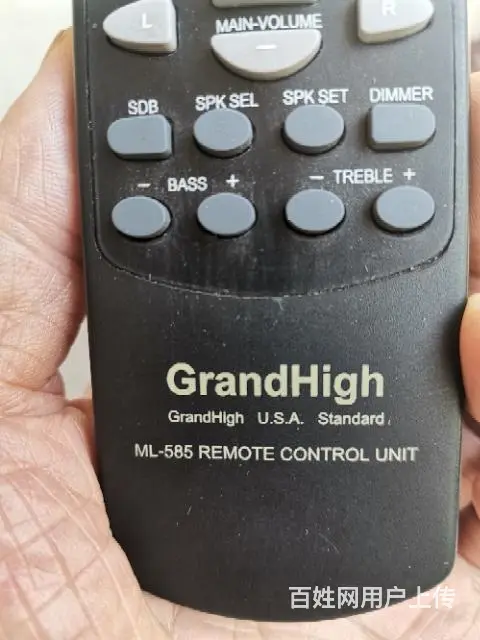 L
R
MAIN-VOLUME
−
SDB
SPK SEL
SPK SET
DIMMER
− BASS +
− TREBLE +
GrandHigh
GrandHigh U.S.A. Standard
ML-585 REMOTE CONTROL UNIT
百姓网用户上传